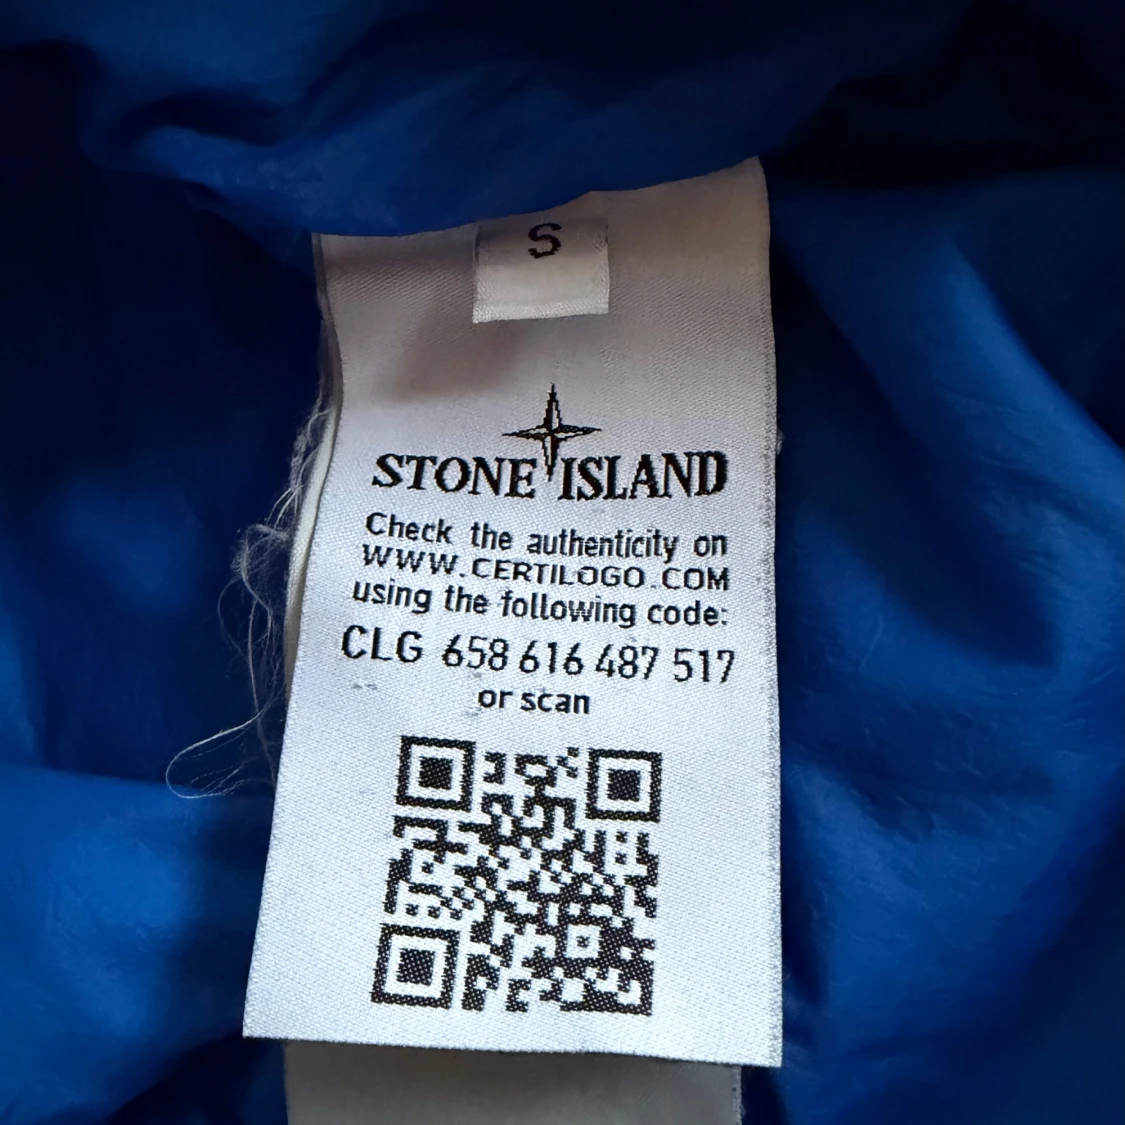 S
STONE ISLAND
Check the authenticity on
WWW.CERTILOGO.COM
using the following code:
CLG 658 616 487 517
or scan